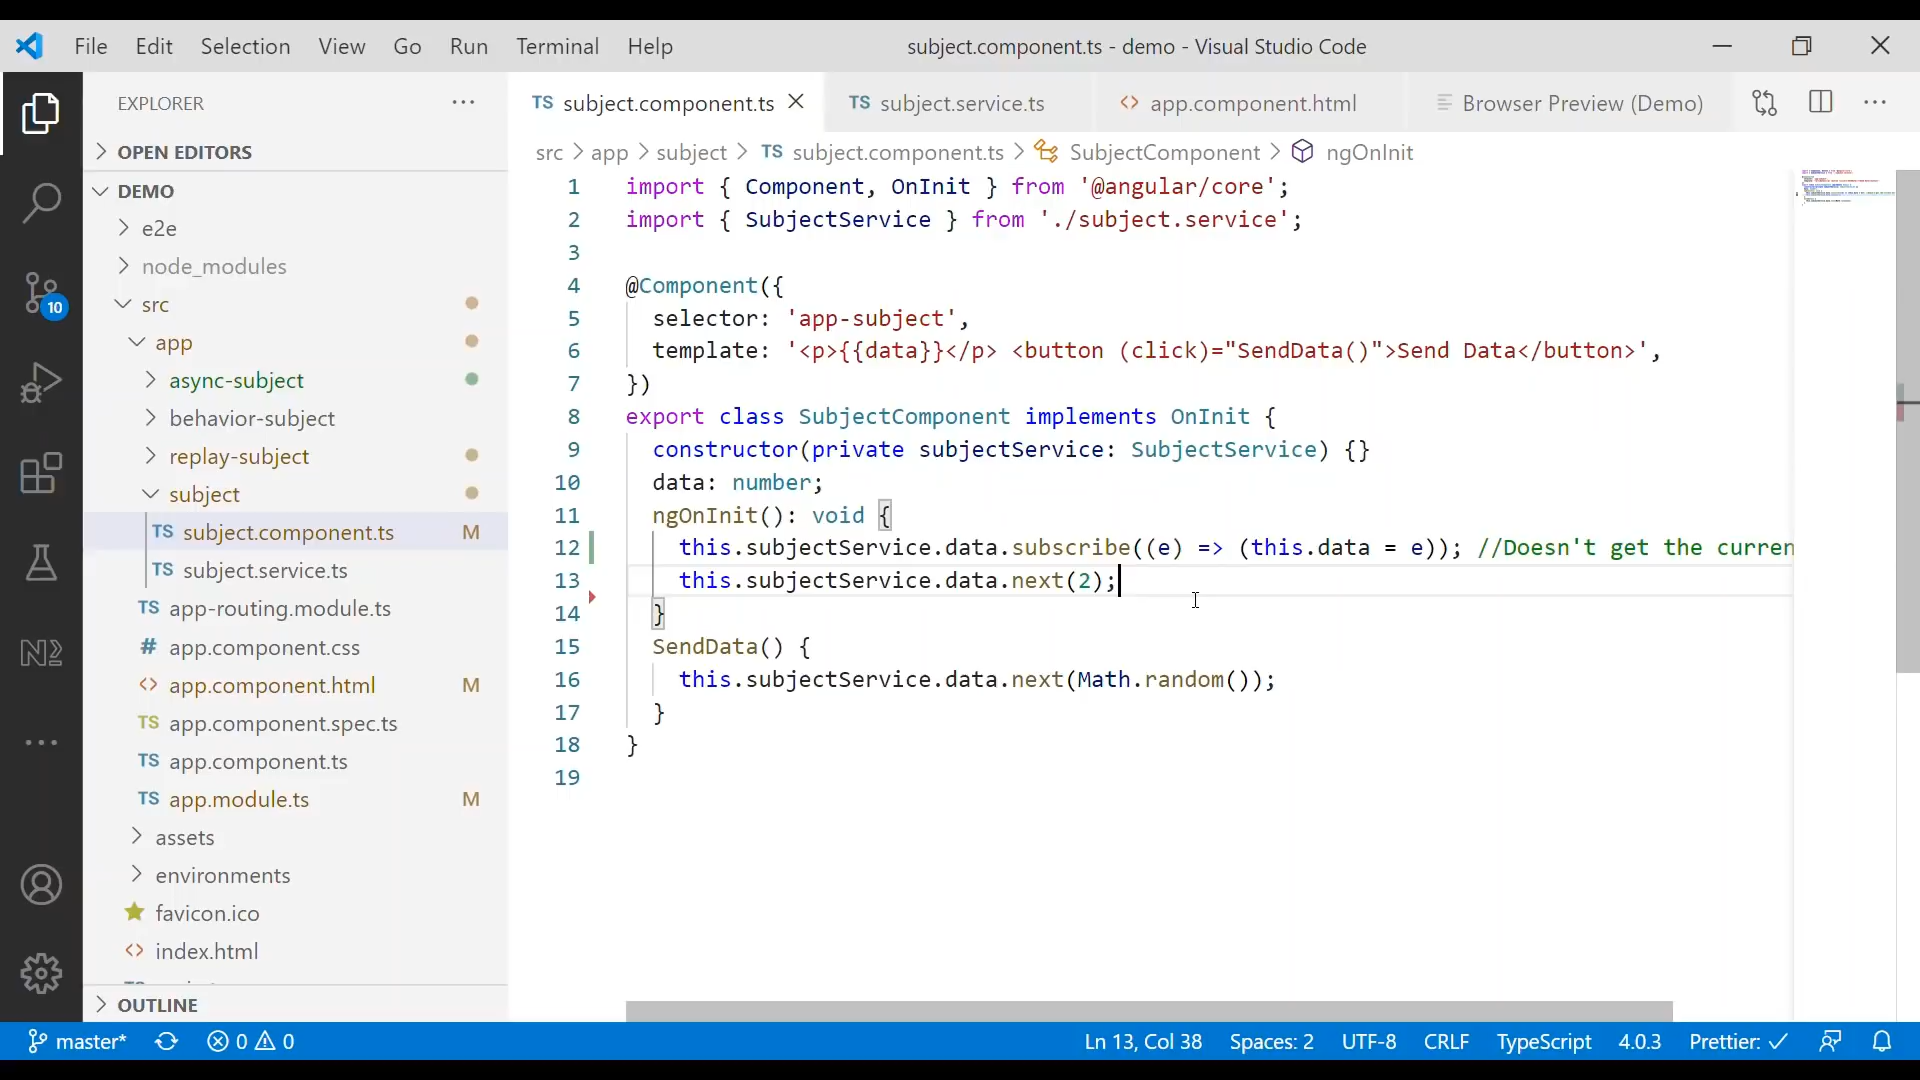 File Edit Selection View Go Run Terminal Help subject.component.ts - demo - Visual Studio Code
EXPLORER ···
OPEN EDITORS
DEMO
e2e
node_modules
src
app
async-subject
behavior-subject
replay-subject
subject
TS subject.component.ts M
TS subject.service.ts
TS app-routing.module.ts
# app.component.css
<> app.component.html M
TS app.component.spec.ts
TS app.component.ts
TS app.module.ts M
assets
environments
favicon.ico
<> index.html
OUTLINE
10
TS subject.component.ts TS subject.service.ts <> app.component.html Browser Preview (Demo)
src > app > subject > TS subject.component.ts > SubjectComponent > ngOnInit
1 import { Component, OnInit } from '@angular/core';
2 import { SubjectService } from './subject.service';
3
4 @Component({
5 selector: 'app-subject',
6 template: '<p>{{data}}</p> <button (click)="SendData()">Send Data</button>',
7 })
8 export class SubjectComponent implements OnInit {
9 constructor(private subjectService: SubjectService) {}
10 data: number;
11 ngOnInit(): void {
12 this.subjectService.data.subscribe((e) => (this.data = e)); //Doesn't get the curren
13 this.subjectService.data.next(2);
14 }
15 SendData() {
16 this.subjectService.data.next(Math.random());
17 }
18 }
19
master* 0 0 Ln 13, Col 38 Spaces: 2 UTF-8 CRLF TypeScript 4.0.3 Prettier: ✓